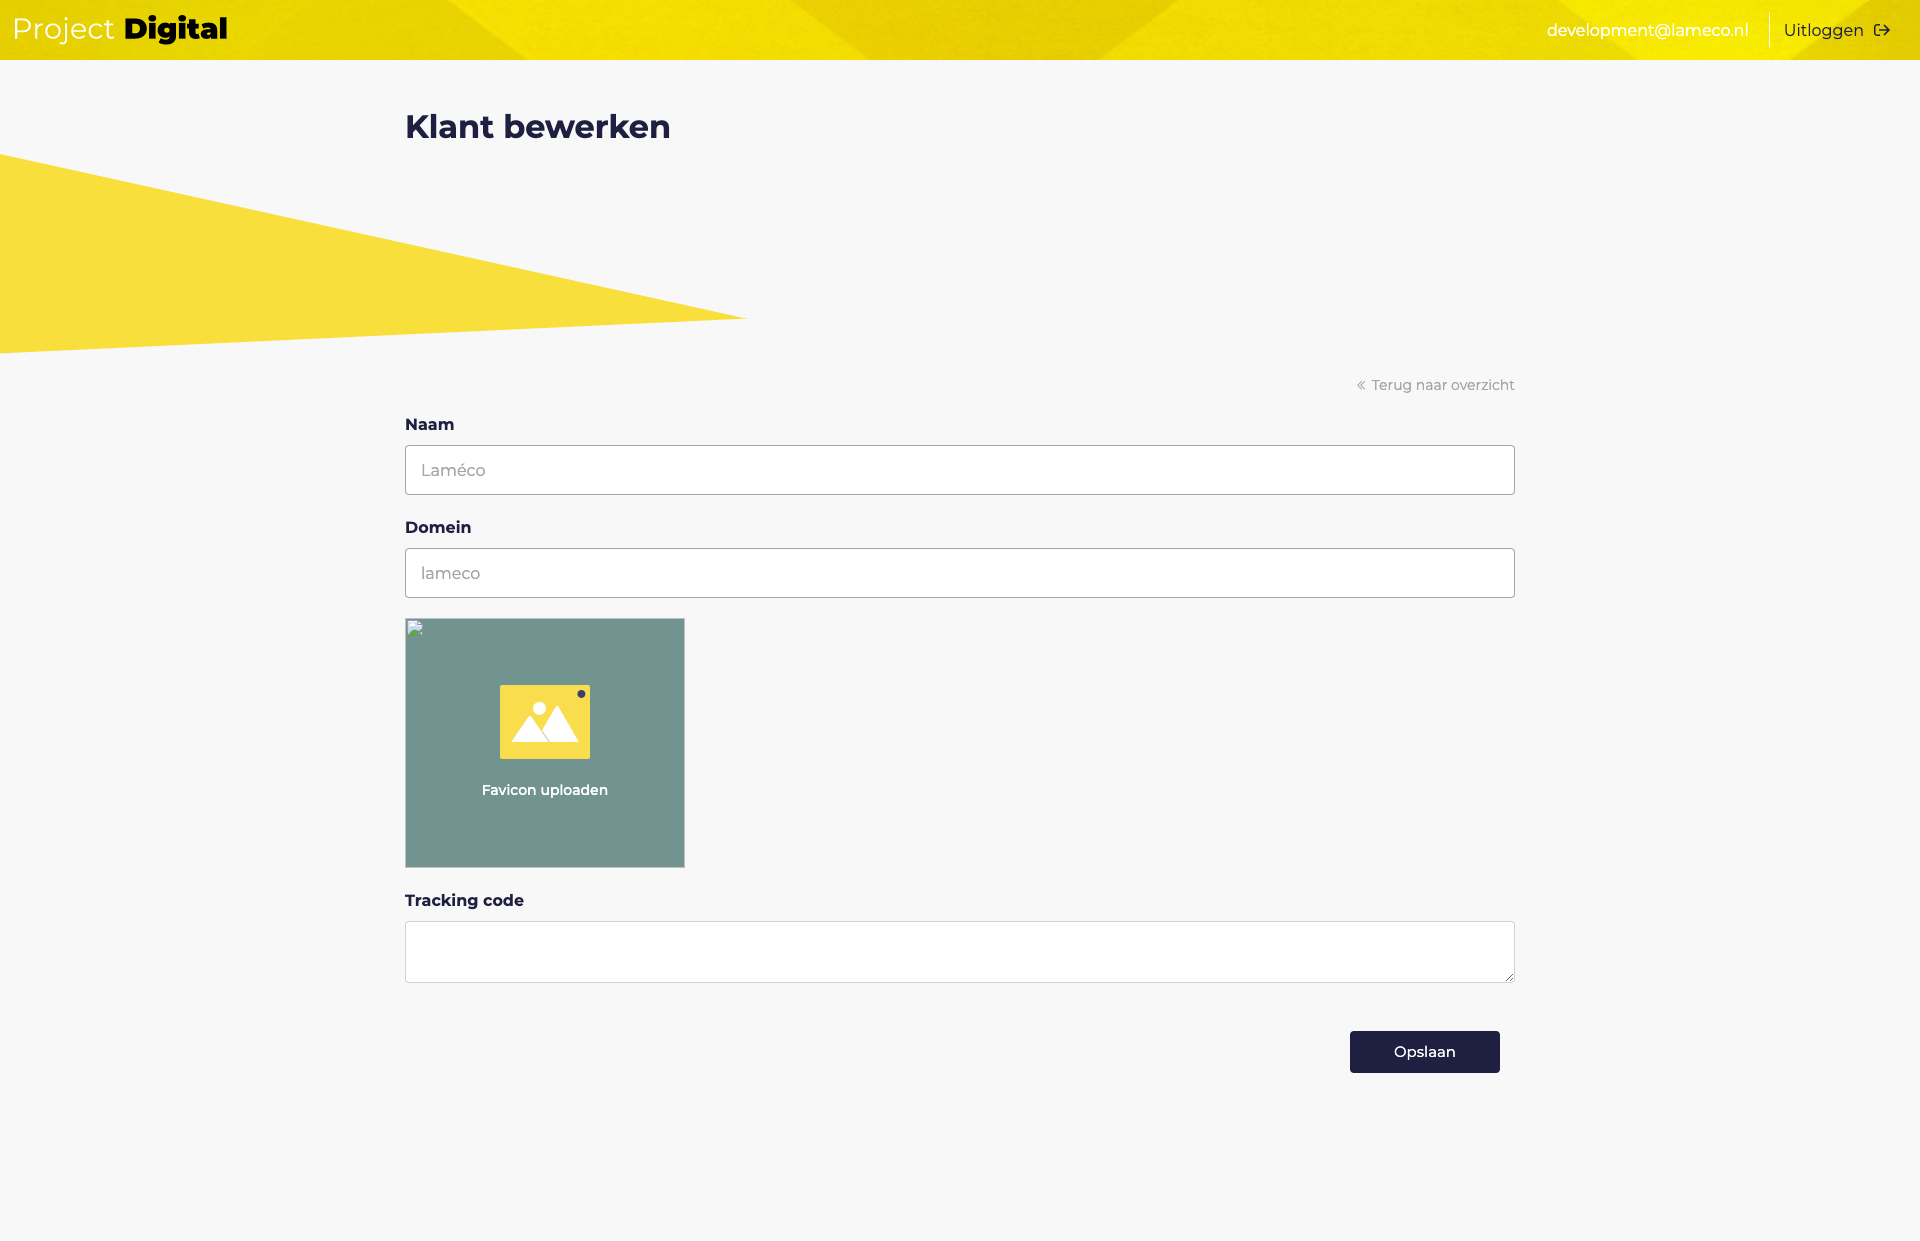 Project Digital
development@lameco.nl
Uitloggen
Klant bewerken
« Terug naar overzicht
Naam
Laméco
Domein
lameco
Favicon uploaden
Tracking code
Opslaan